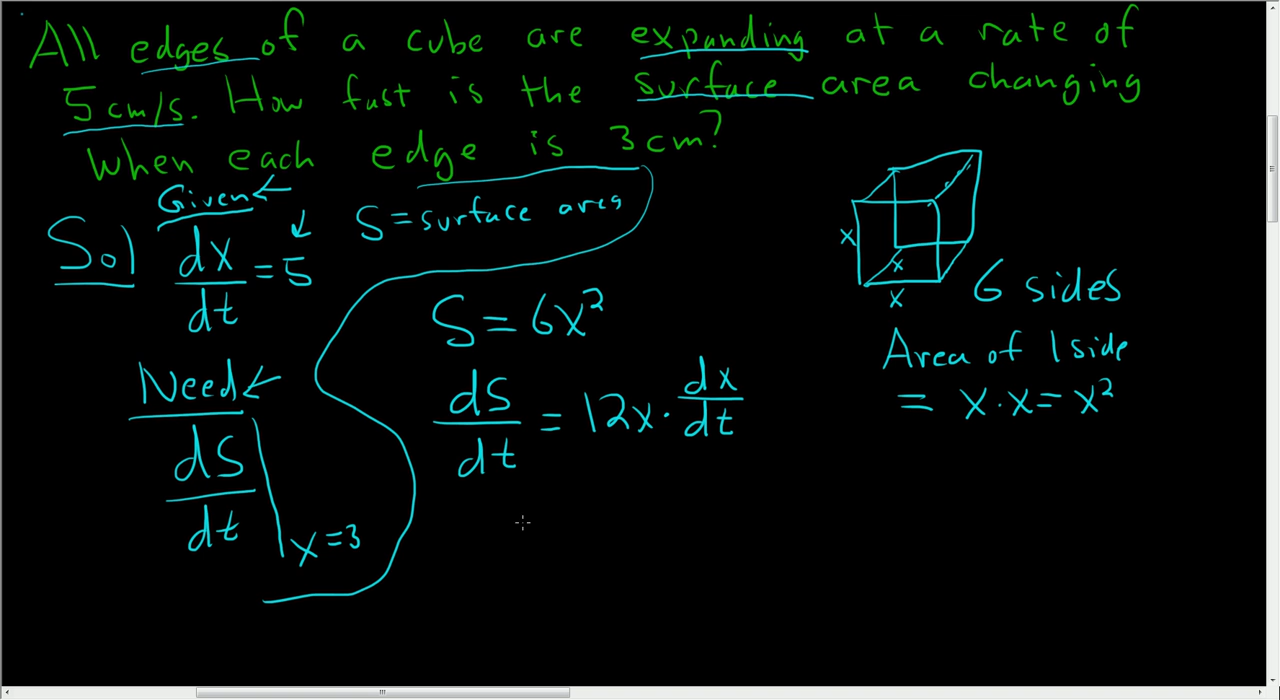 All edges of a cube are expanding at a rate of
5 cm/s. How fast is the surface area changing
when each edge is 3 cm?
Sol
Given
dx/dt = 5
S = surface area
Need
dS/dt | x=3
S = 6x²
dS/dt = 12x · dx/dt
x
x
x
6 sides
Area of 1 side
= x · x = x²